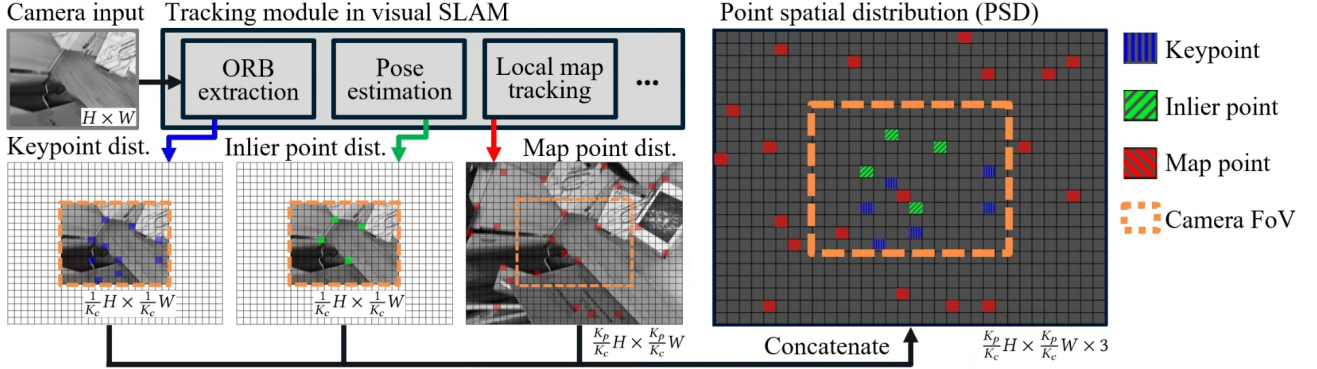 Camera input
H × W
Tracking module in visual SLAM
ORB
extraction
Pose
estimation
Local map
tracking
...
Keypoint dist.
Inlier point dist.
Map point dist.
1/K_c H × 1/K_c W
1/K_c H × 1/K_c W
K_p/K_c H × K_p/K_c W
Concatenate
Point spatial distribution (PSD)
K_p/K_c H × K_p/K_c W × 3
Keypoint
Inlier point
Map point
Camera FoV